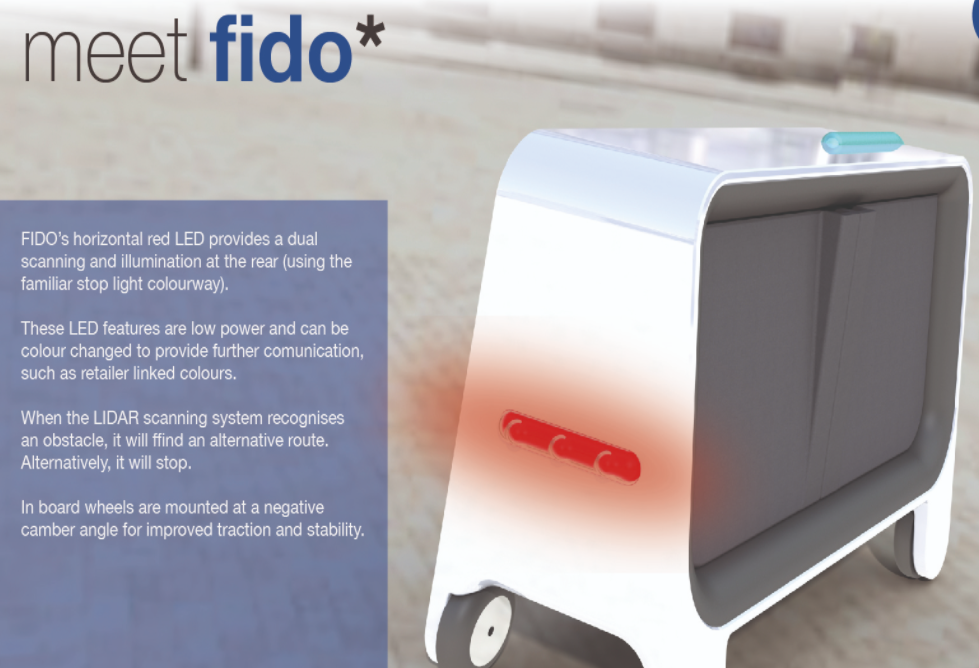 meet fido*
FIDO's horizontal red LED provides a dual
scanning and illumination at the rear (using the
familiar stop light colourway).
These LED features are low power and can be
colour changed to provide further comunication,
such as retailer linked colours.
When the LIDAR scanning system recognises
an obstacle, it will ffind an alternative route.
Alternatively, it will stop.
In board wheels are mounted at a negative
camber angle for improved traction and stability.